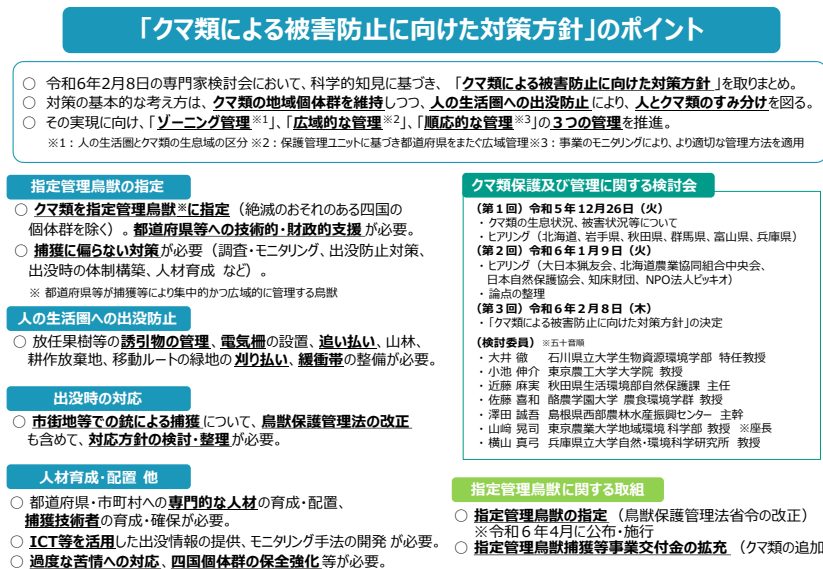 「クマ類による被害防止に向けた対策方針」のポイント
○ 令和6年2月8日の専門家検討会において、科学的知見に基づき、「クマ類による被害防止に向けた対策方針」を取りまとめ。
○ 対策の基本的な考え方は、クマ類の地域個体群を維持しつつ、人の生活圏への出没防止により、人とクマ類のすみ分けを図る。
○ その実現に向け、「ゾーニング管理※1」、「広域的な管理※2」、「順応的な管理※3」の３つの管理を推進。
※1：人の生活圏とクマ類の生息域の区分 ※2：保護管理ユニットに基づき都道府県をまたぐ広域管理 ※3：事業のモニタリングにより、より適切な管理方法を適用
指定管理鳥獣の指定
○ クマ類を指定管理鳥獣※に指定（絶滅のおそれのある四国の
個体群を除く）。都道府県等への技術的・財政的支援が必要。
○ 捕獲に偏らない対策が必要（調査・モニタリング、出没防止対策、
出没時の体制構築、人材育成 など）。
※ 都道府県等が捕獲等により集中的かつ広域的に管理する鳥獣
人の生活圏への出没防止
○ 放任果樹等の誘引物の管理、電気柵の設置、追い払い、山林、
耕作放棄地、移動ルートの緑地の刈り払い、緩衝帯の整備が必要。
出没時の対応
○ 市街地等での銃による捕獲について、鳥獣保護管理法の改正
も含めて、対応方針の検討・整理が必要。
人材育成・配置 他
○ 都道府県・市町村への専門的な人材の育成・配置、
捕獲技術者の育成・確保が必要。
○ ICT等を活用した出没情報の提供、モニタリング手法の開発 が必要。
○ 過度な苦情への対応、四国個体群の保全強化等が必要。
クマ類保護及び管理に関する検討会
（第１回）令和５年12月26日（火）
・クマ類の生息状況、被害状況等について
・ヒアリング（北海道、岩手県、秋田県、群馬県、富山県、兵庫県）
（第２回）令和６年１月９日（火）
・ヒアリング（大日本猟友会、北海道農業協同組合中央会、
日本自然保護協会、知床財団、NPO法人ピッキオ）
・論点の整理
（第３回）令和６年２月８日（木）
・「クマ類による被害防止に向けた対策方針」の決定
（検討委員）※五十音順
・大井 徹 石川県立大学生物資源環境学部 特任教授
・小池 伸介 東京農工大学大学院 教授
・近藤 麻実 秋田県生活環境部自然保護課 主任
・佐藤 喜和 酪農学園大学 農食環境学群 教授
・澤田 誠吾 島根県西部農林水産振興センター 主幹
・山﨑 晃司 東京農業大学地域環境 科学部 教授 ※座長
・横山 真弓 兵庫県立大学自然・環境科学研究所 教授
指定管理鳥獣に関する取組
○ 指定管理鳥獣の指定（鳥獣保護管理法省令の改正）
※令和６年4月に公布・施行
○ 指定管理鳥獣捕獲等事業交付金の拡充（クマ類の追加